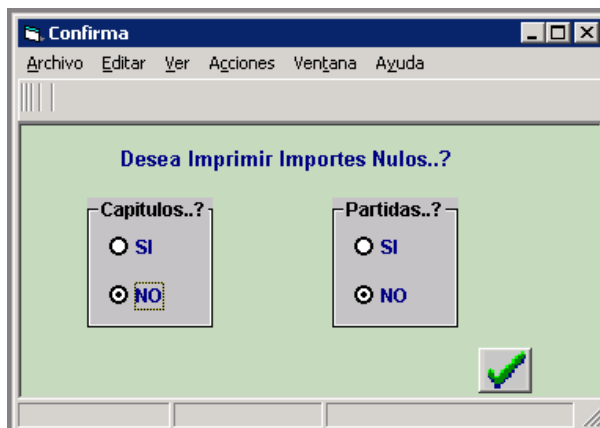 Confirma
Archivo Editar Ver Acciones Ventana Ayuda
Desea Imprimir Importes Nulos..?
Capitulos..? Partidas..?
SI SI
NO NO